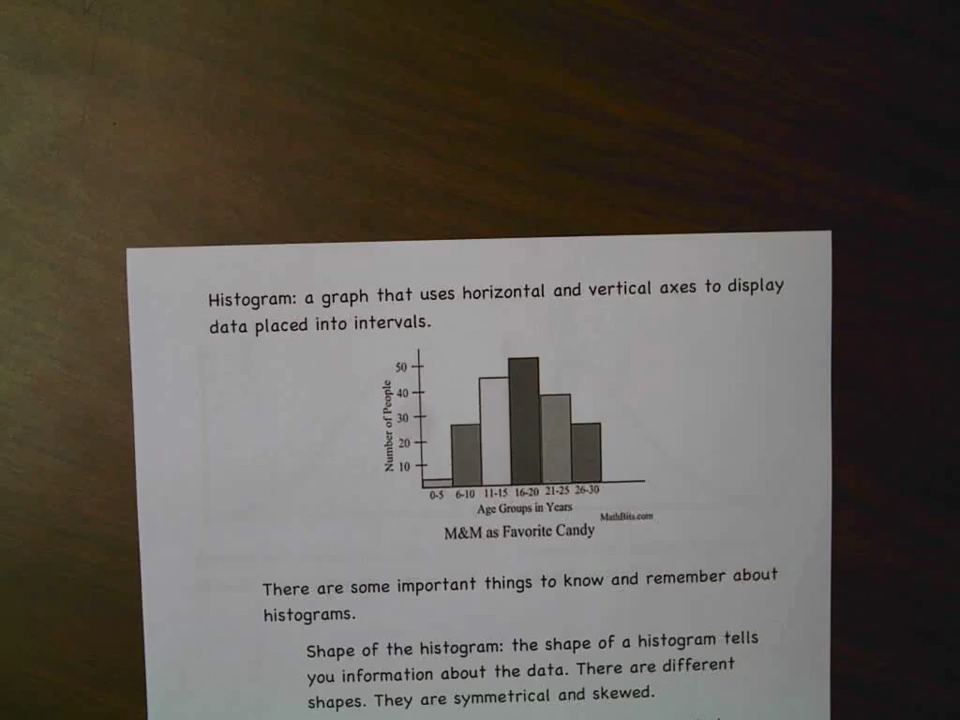 Histogram: a graph that uses horizontal and vertical axes to display
data placed into intervals.
50
40
30
20
10
Number of People
0-5 6-10 11-15 16-20 21-25 26-30
Age Groups in Years
MathBits.com
M&M as Favorite Candy
There are some important things to know and remember about
histograms.
Shape of the histogram: the shape of a histogram tells
you information about the data. There are different
shapes. They are symmetrical and skewed.